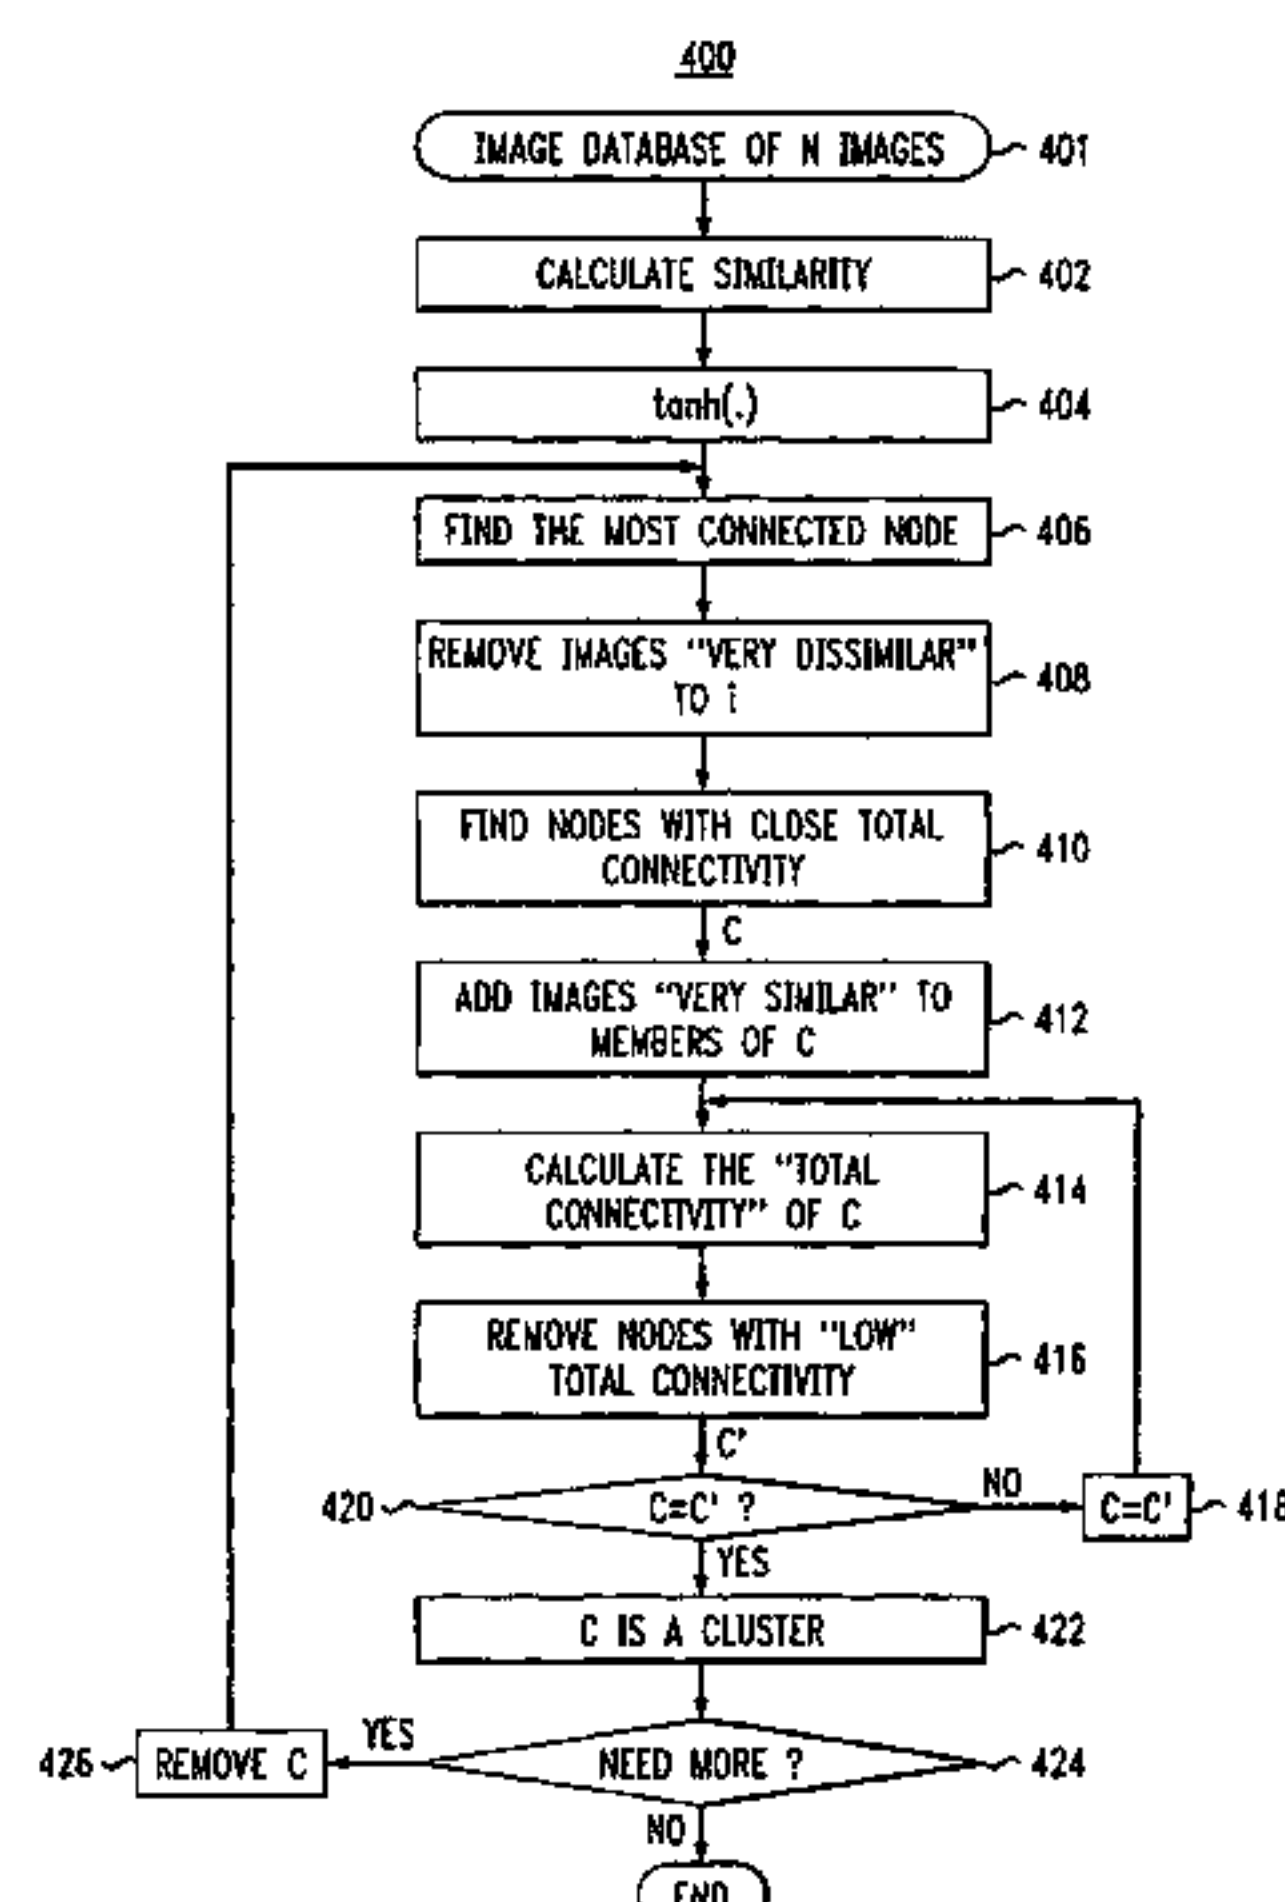 400
IMAGE DATABASE OF N IMAGES
401
CALCULATE SIMILARITY
402
tanh(.)
404
FIND THE MOST CONNECTED NODE
406
REMOVE IMAGES "VERY DISSIMILAR"
TO i
408
FIND NODES WITH CLOSE TOTAL
CONNECTIVITY
410
C
ADD IMAGES "VERY SIMILAR" TO
MEMBERS OF C
412
CALCULATE THE "TOTAL
CONNECTIVITY" OF C
414
REMOVE NODES WITH "LOW"
TOTAL CONNECTIVITY
416
C'
420
C=C' ?
NO
C=C'
418
YES
C IS A CLUSTER
422
426
REMOVE C
YES
NEED MORE ?
424
NO
END